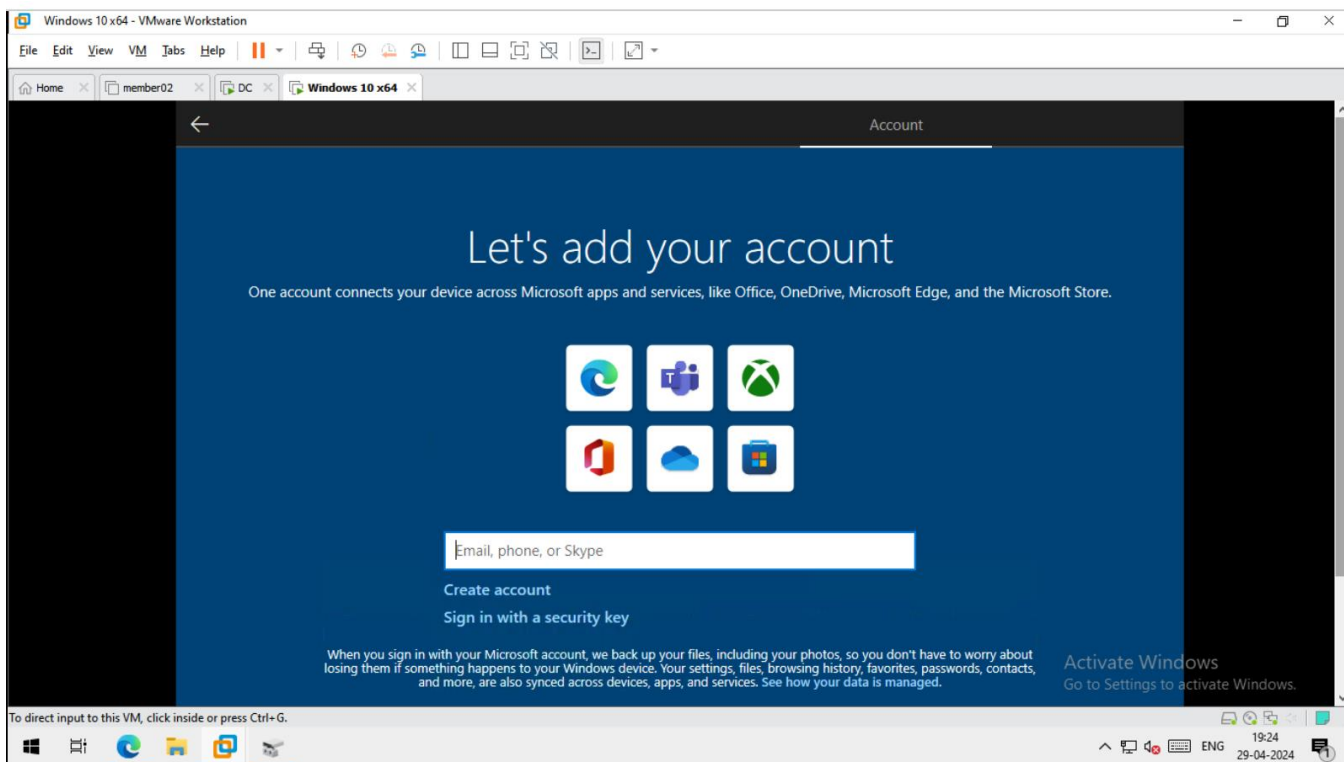 Windows 10 x64 - VMware Workstation
File Edit View VM Tabs Help
Home member02 DC Windows 10 x64
Account
Let's add your account
One account connects your device across Microsoft apps and services, like Office, OneDrive, Microsoft Edge, and the Microsoft Store.
Email, phone, or Skype
Create account
Sign in with a security key
When you sign in with your Microsoft account, we back up your files, including your photos, so you don't have to worry about
losing them if something happens to your Windows device. Your settings, files, browsing history, favorites, passwords, contacts,
and more, are also synced across devices, apps, and services. See how your data is managed.
Activate Windows
Go to Settings to activate Windows.
To direct input to this VM, click inside or press Ctrl+G.
ENG
19:24
29-04-2024
1